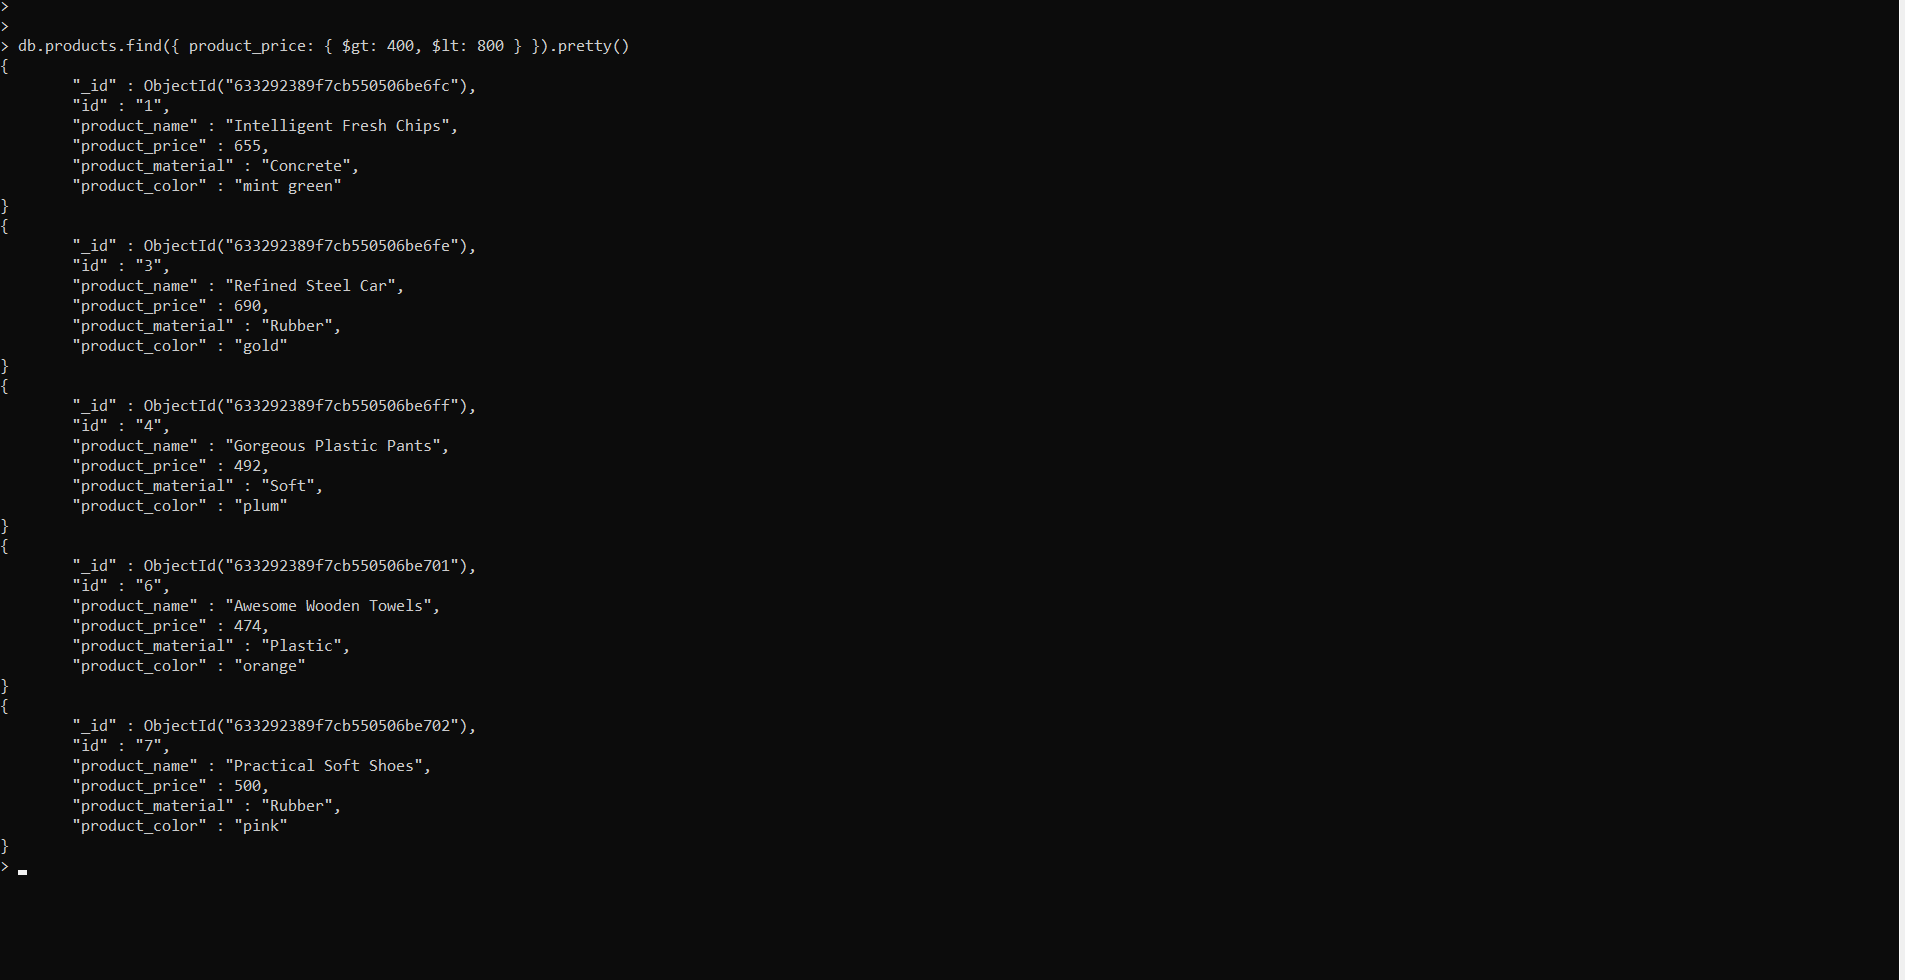 >
>
> db.products.find({ product_price: { $gt: 400, $lt: 800 } }).pretty()
{
        "_id" : ObjectId("633292389f7cb550506be6fc"),
        "id" : "1",
        "product_name" : "Intelligent Fresh Chips",
        "product_price" : 655,
        "product_material" : "Concrete",
        "product_color" : "mint green"
}
{
        "_id" : ObjectId("633292389f7cb550506be6fe"),
        "id" : "3",
        "product_name" : "Refined Steel Car",
        "product_price" : 690,
        "product_material" : "Rubber",
        "product_color" : "gold"
}
{
        "_id" : ObjectId("633292389f7cb550506be6ff"),
        "id" : "4",
        "product_name" : "Gorgeous Plastic Pants",
        "product_price" : 492,
        "product_material" : "Soft",
        "product_color" : "plum"
}
{
        "_id" : ObjectId("633292389f7cb550506be701"),
        "id" : "6",
        "product_name" : "Awesome Wooden Towels",
        "product_price" : 474,
        "product_material" : "Plastic",
        "product_color" : "orange"
}
{
        "_id" : ObjectId("633292389f7cb550506be702"),
        "id" : "7",
        "product_name" : "Practical Soft Shoes",
        "product_price" : 500,
        "product_material" : "Rubber",
        "product_color" : "pink"
}
>